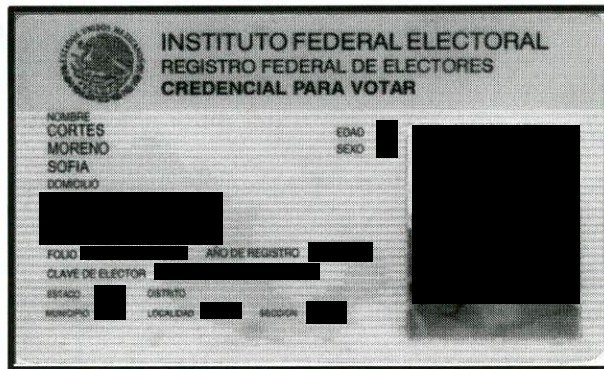 INSTITUTO FEDERAL ELECTORAL
REGISTRO FEDERAL DE ELECTORES
CREDENCIAL PARA VOTAR
NOMBRE
CORTES
MORENO
SOFIA
EDAD
SEXO
DOMICILIO
FOLIO AÑO DE REGISTRO
CLAVE DE ELECTOR
ESTADO DISTRITO
MUNICIPIO LOCALIDAD SECCION